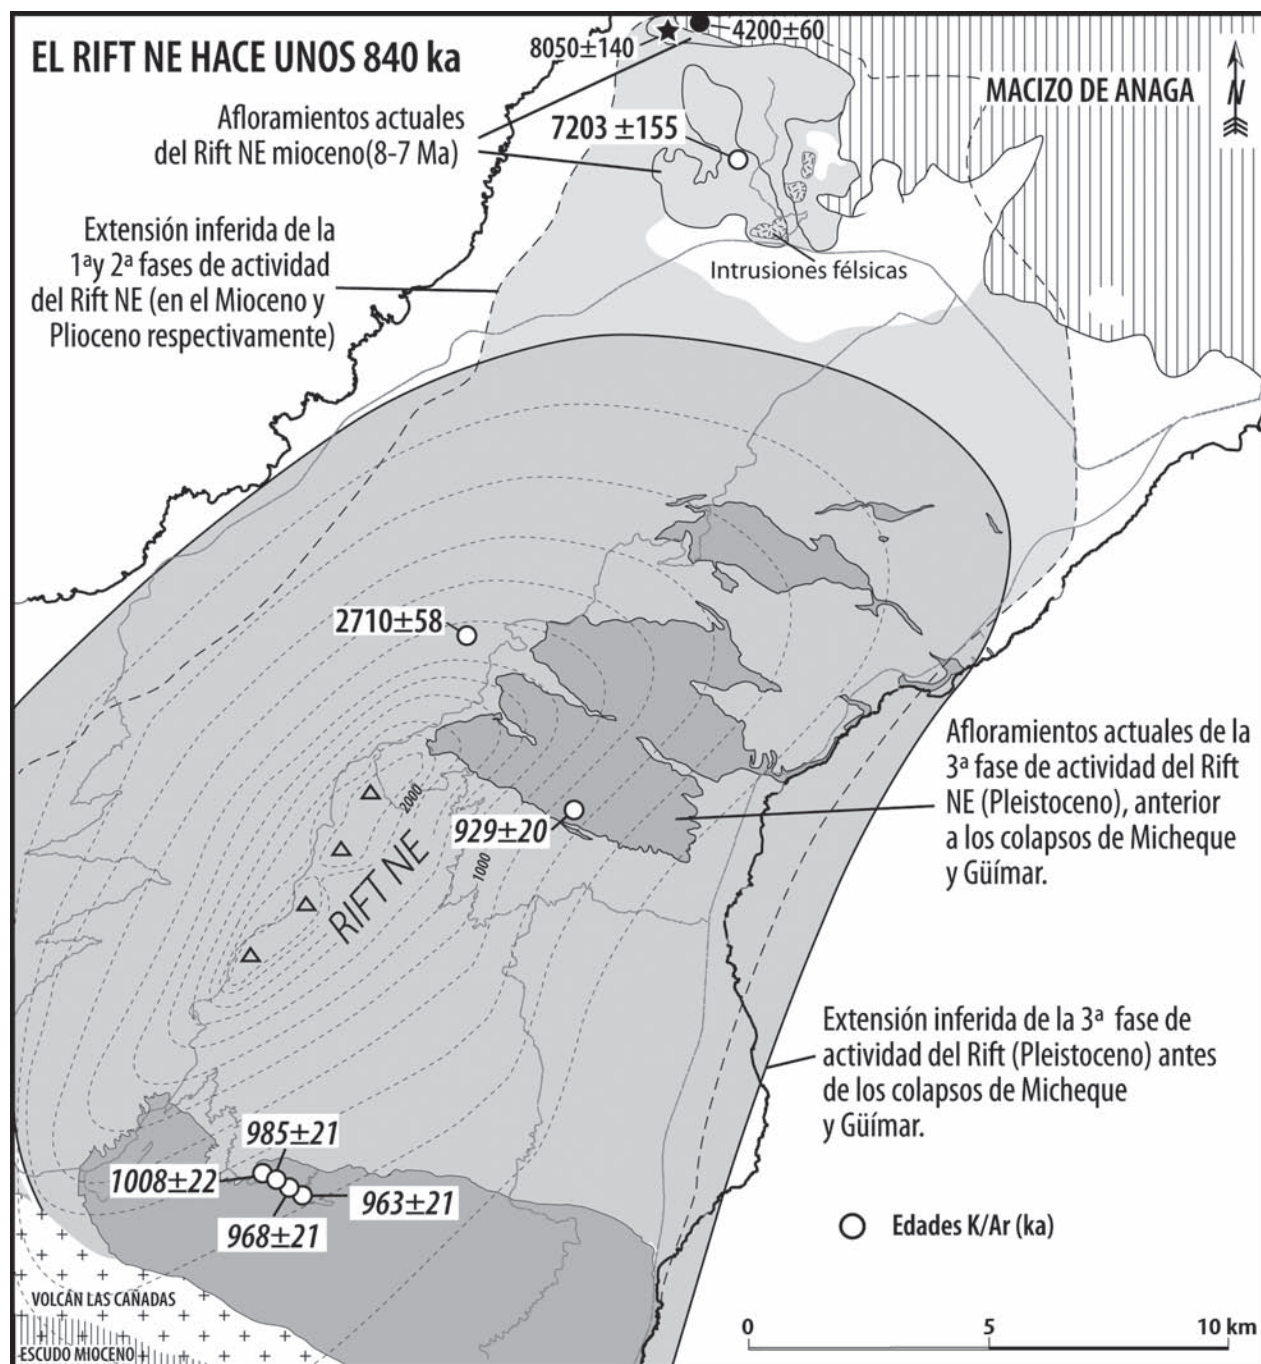 EL RIFT NE HACE UNOS 840 ka
8050±140
4200±60
MACIZO DE ANAGA
N
Afloramientos actuales
del Rift NE mioceno(8-7 Ma)
7203 ±155
Extensión inferida de la
1ªy 2ª fases de actividad
del Rift NE (en el Mioceno y
Plioceno respectivamente)
Intrusiones félsicas
2710±58
2000
929±20
1000
RIFT NE
Afloramientos actuales de la
3ª fase de actividad del Rift
NE (Pleistoceno), anterior
a los colapsos de Micheque
y Güímar.
Extensión inferida de la 3ª fase de
actividad del Rift (Pleistoceno) antes
de los colapsos de Micheque
y Güímar.
985±21
1008±22
963±21
968±21
Edades K/Ar (ka)
VOLCÁN LAS CAÑADAS
ESCUDO MIOCENO
0 5 10 km